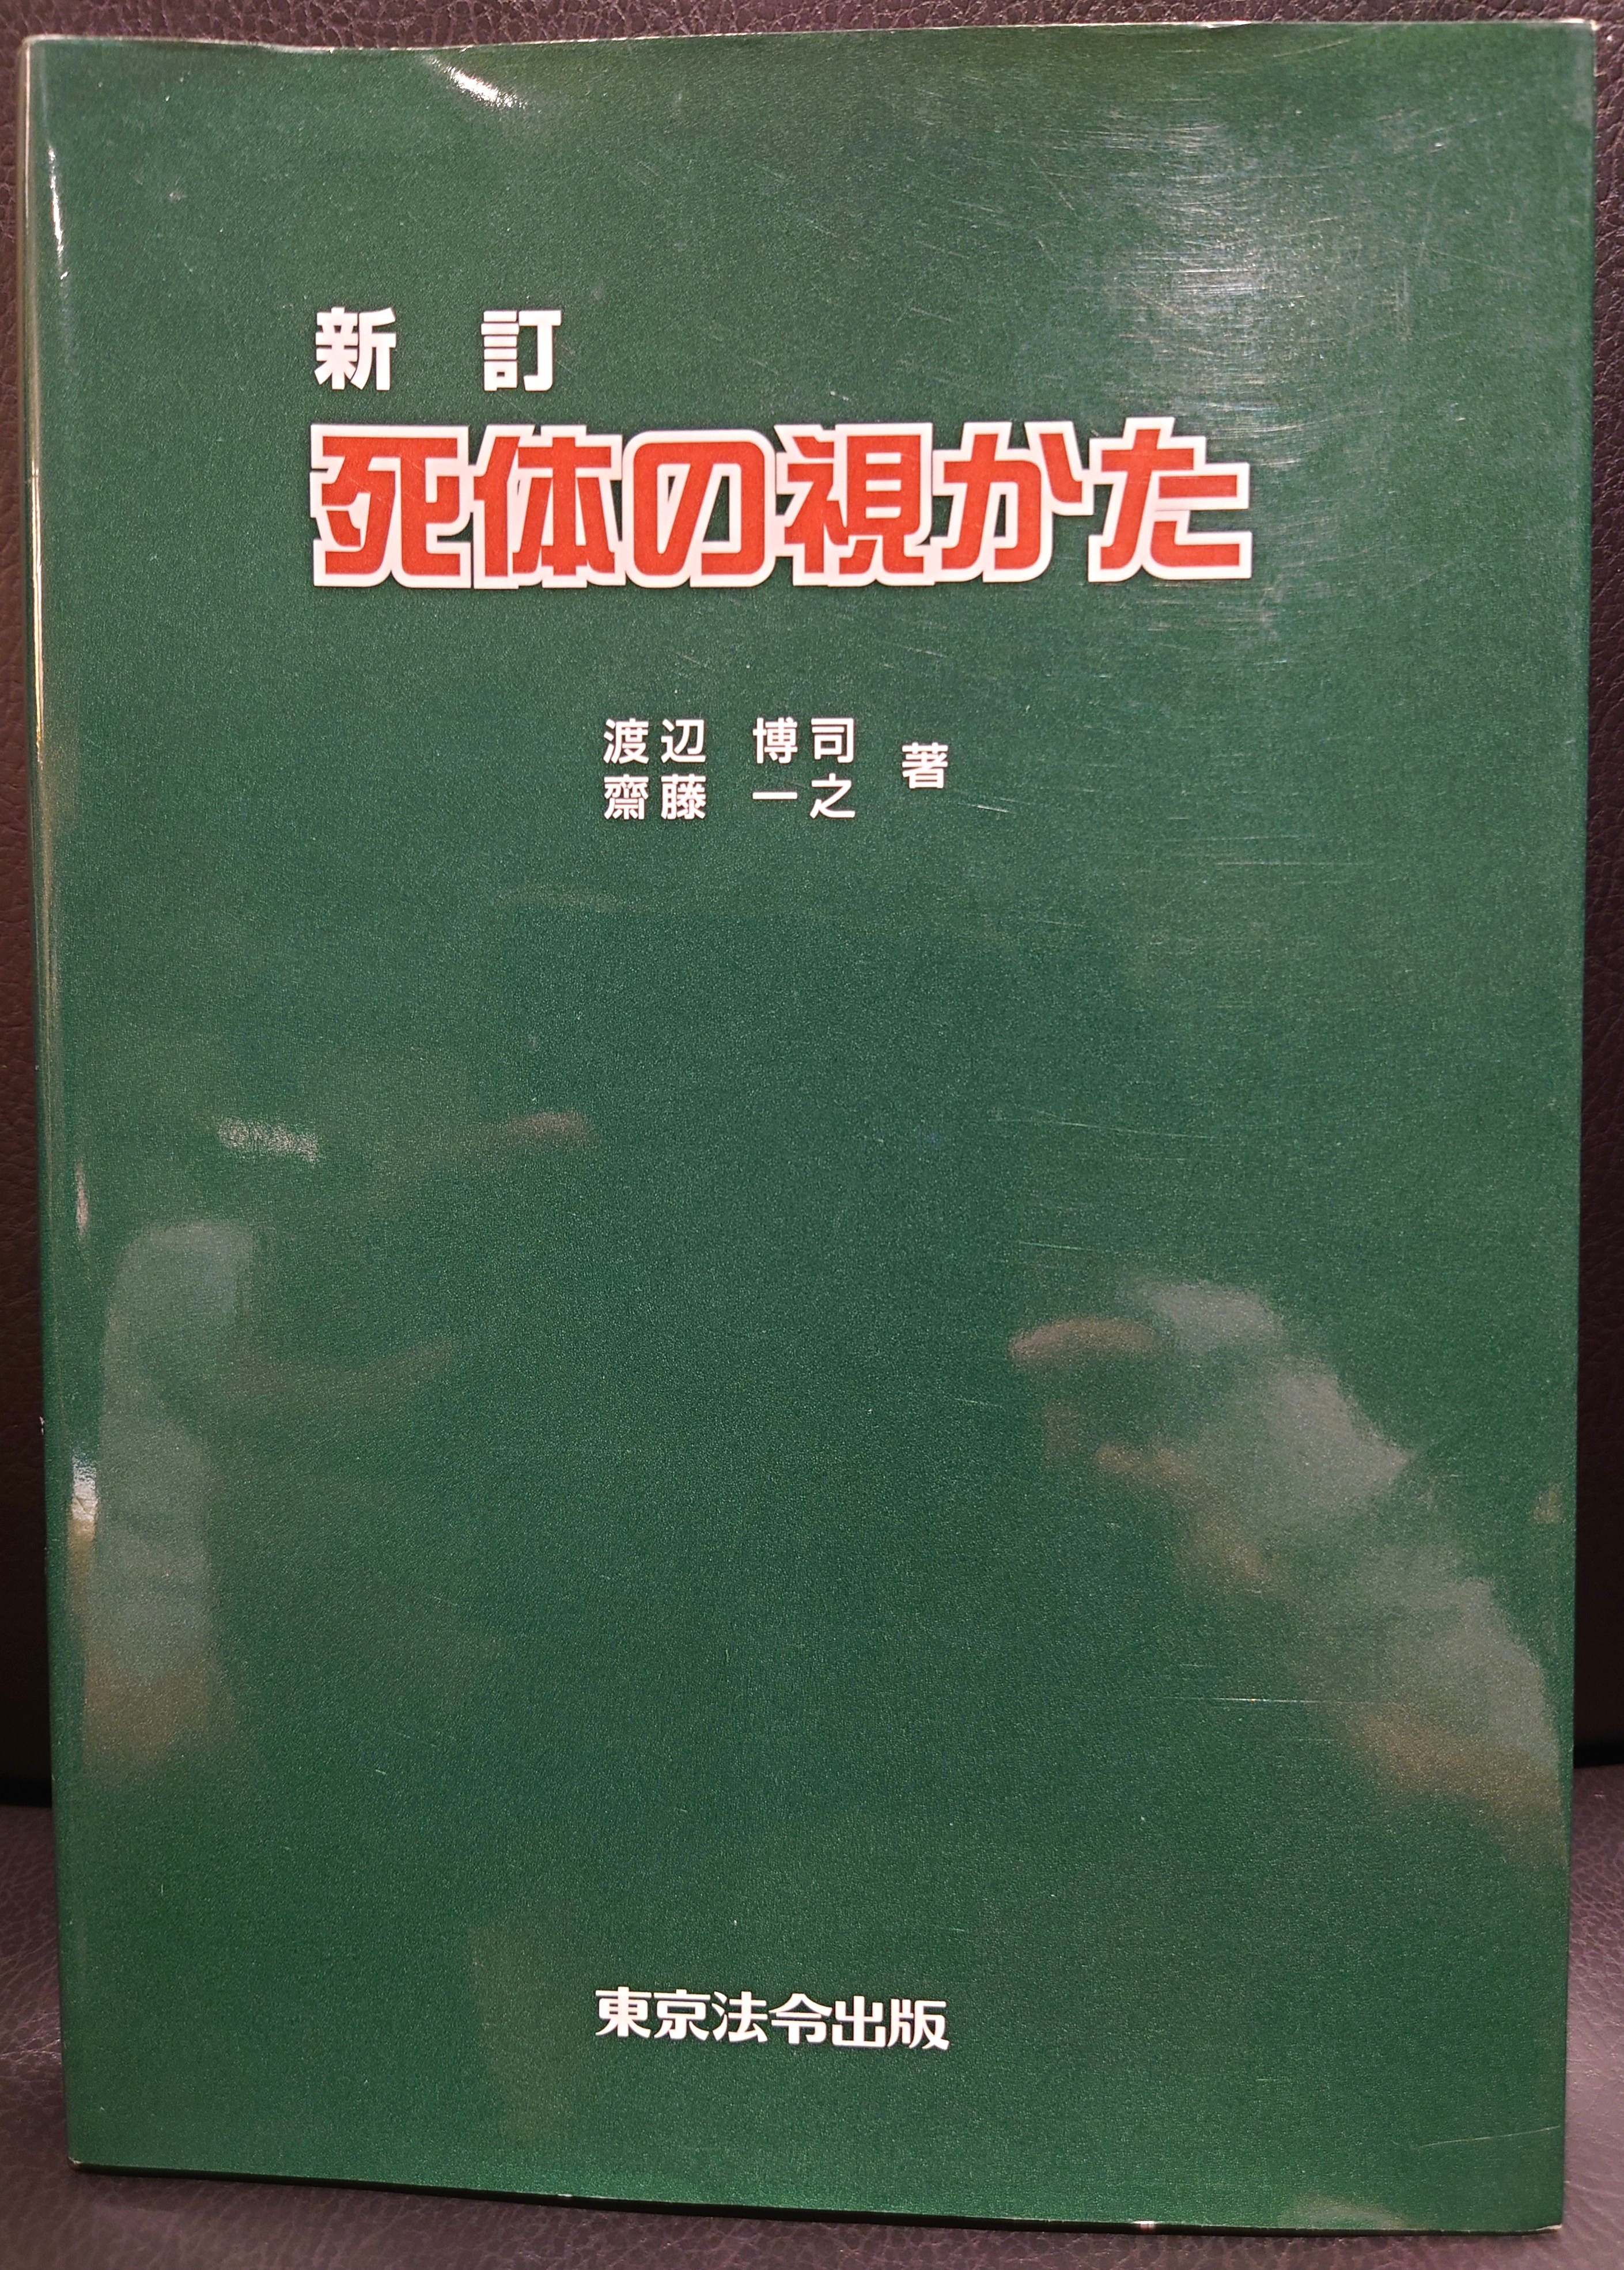 新 訂
死体の視かた
渡辺 博司
齋藤 一之 著
東京法令出版